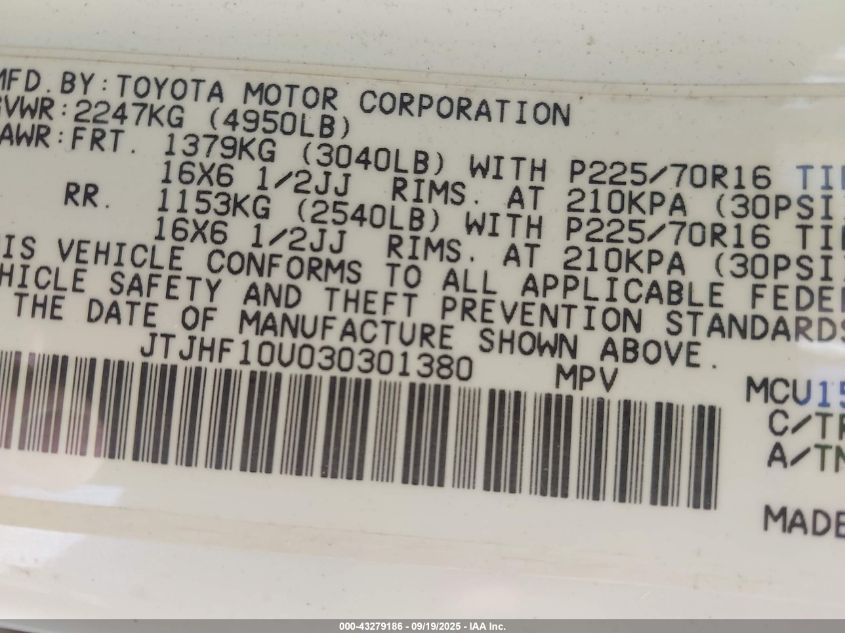 MFD. BY: TOYOTA MOTOR CORPORATION
GVWR: 2247KG (4950LB)
AWR: FRT. 1379KG (3040LB) WITH P225/70R16 TI
16X6 1/2JJ RIMS. AT 210KPA (30PSI)
RR. 1153KG (2540LB) WITH P225/70R16 TI
16X6 1/2JJ RIMS. AT 210KPA (30PSI)
IS VEHICLE CONFORMS TO ALL APPLICABLE FEDE
HICLE SAFETY AND THEFT PREVENTION STANDARDS
THE DATE OF MANUFACTURE SHOWN ABOVE.
JTJHF10U030301380 MPV
MCU15
C/TR
A/TM
MADE
000-43279186 - 09/19/2025 - IAA Inc.